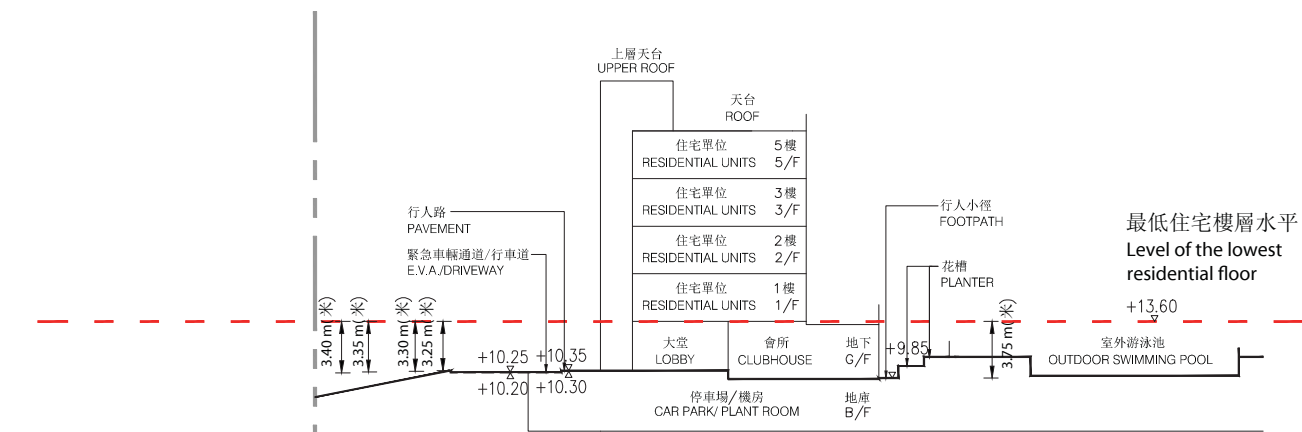 上層天台
UPPER ROOF
天台
ROOF
住宅單位 5樓
RESIDENTIAL UNITS 5/F
住宅單位 3樓
RESIDENTIAL UNITS 3/F
住宅單位 2樓
RESIDENTIAL UNITS 2/F
住宅單位 1樓
RESIDENTIAL UNITS 1/F
行人路
PAVEMENT
緊急車輛通道/行車道
E.V.A./DRIVEWAY
行人小徑
FOOTPATH
花槽
PLANTER
最低住宅樓層水平
Level of the lowest
residential floor
+13.60
3.40 m(米)
3.35 m(米)
3.30 m(米)
3.25 m(米)
+10.25 +10.35
+10.20 +10.30
大堂
LOBBY
會所 地下
CLUBHOUSE G/F
+9.85
3.75 m(米)
室外游泳池
OUTDOOR SWIMMING POOL
停車場/機房 地庫
CAR PARK/ PLANT ROOM B/F